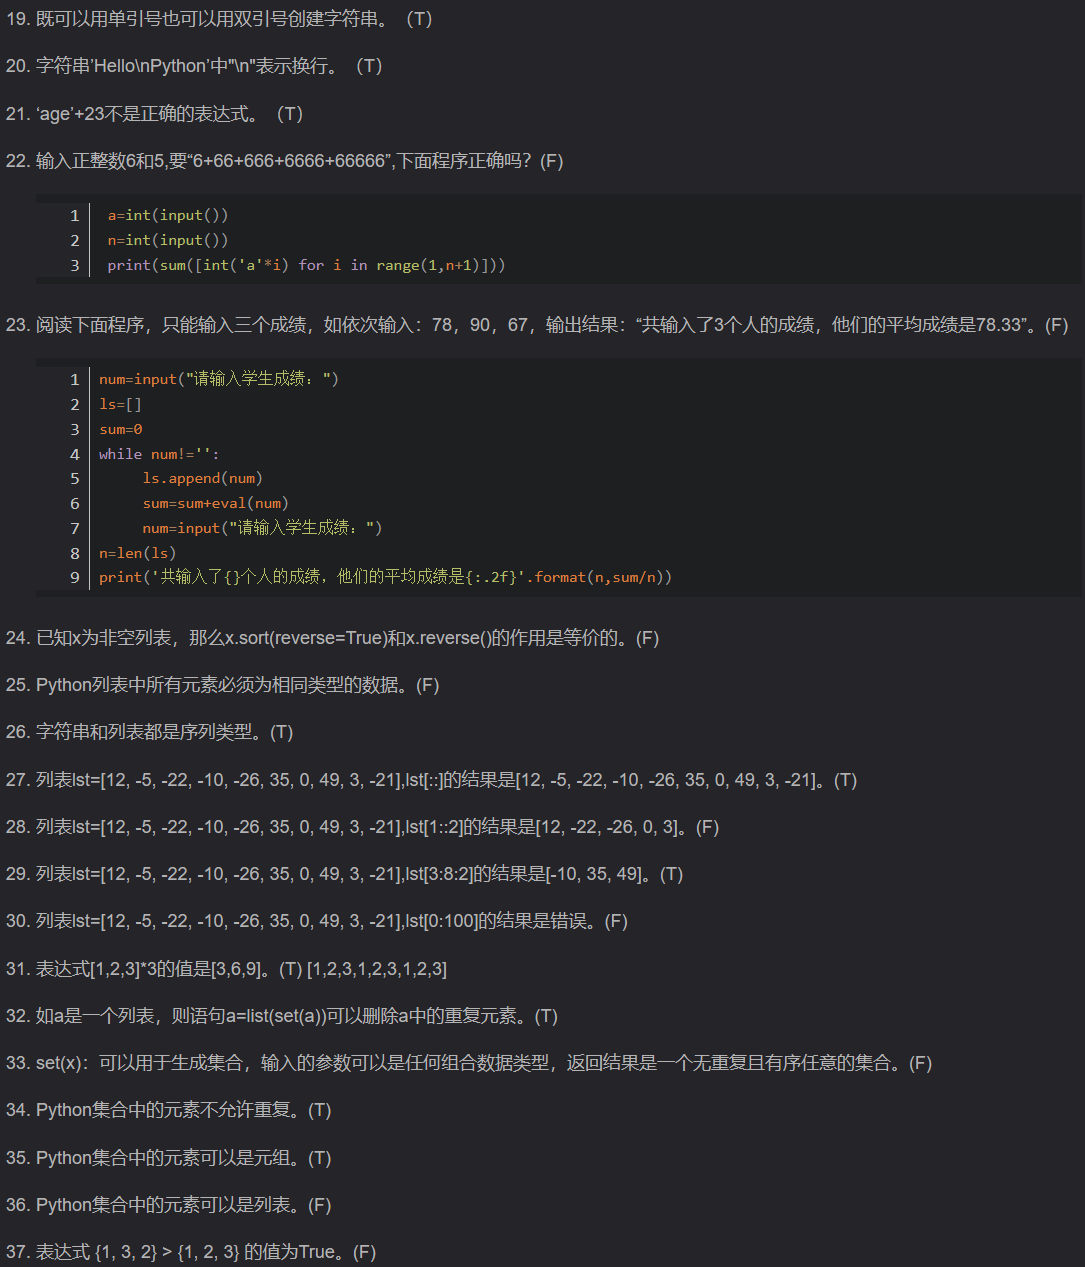 19. 既可以用单引号也可以用双引号创建字符串。（T）
20. 字符串’Hello\nPython’中"\n"表示换行。（T）
21. ‘age’+23不是正确的表达式。（T）
22. 输入正整数6和5,要“6+66+666+6666+66666”,下面程序正确吗？(F)
1 a=int(input())
2 n=int(input())
3 print(sum([int('a'*i) for i in range(1,n+1)]))
23. 阅读下面程序，只能输入三个成绩，如依次输入：78，90，67，输出结果：“共输入了3个人的成绩，他们的平均成绩是78.33”。(F)
1 num=input("请输入学生成绩：")
2 ls=[]
3 sum=0
4 while num!='':
5 ls.append(num)
6 sum=sum+eval(num)
7 num=input("请输入学生成绩：")
8 n=len(ls)
9 print('共输入了{}个人的成绩，他们的平均成绩是{:.2f}'.format(n,sum/n))
24. 已知x为非空列表，那么x.sort(reverse=True)和x.reverse()的作用是等价的。(F)
25. Python列表中所有元素必须为相同类型的数据。(F)
26. 字符串和列表都是序列类型。(T)
27. 列表lst=[12, -5, -22, -10, -26, 35, 0, 49, 3, -21],lst[::]的结果是[12, -5, -22, -10, -26, 35, 0, 49, 3, -21]。(T)
28. 列表lst=[12, -5, -22, -10, -26, 35, 0, 49, 3, -21],lst[1::2]的结果是[12, -22, -26, 0, 3]。(F)
29. 列表lst=[12, -5, -22, -10, -26, 35, 0, 49, 3, -21],lst[3:8:2]的结果是[-10, 35, 49]。(T)
30. 列表lst=[12, -5, -22, -10, -26, 35, 0, 49, 3, -21],lst[0:100]的结果是错误。(F)
31. 表达式[1,2,3]*3的值是[3,6,9]。(T) [1,2,3,1,2,3,1,2,3]
32. 如a是一个列表，则语句a=list(set(a))可以删除a中的重复元素。(T)
33. set(x)：可以用于生成集合，输入的参数可以是任何组合数据类型，返回结果是一个无重复且有序任意的集合。(F)
34. Python集合中的元素不允许重复。(T)
35. Python集合中的元素可以是元组。(T)
36. Python集合中的元素可以是列表。(F)
37. 表达式 {1, 3, 2} > {1, 2, 3} 的值为True。(F)